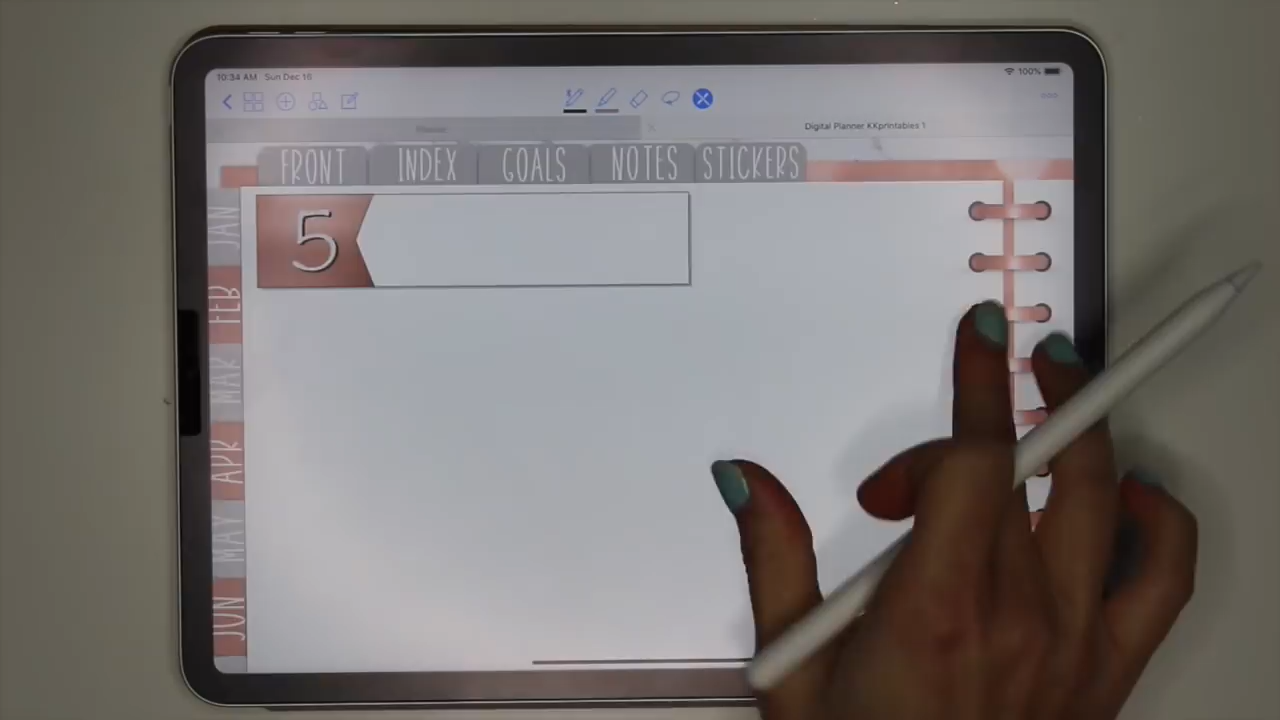 10:34 AM Sun Dec 16
100%
Digital Planner KKprintables 1
FRONT INDEX GOALS NOTES STICKERS
5
JAN
FEB
MAR
APR
MAY
JUN